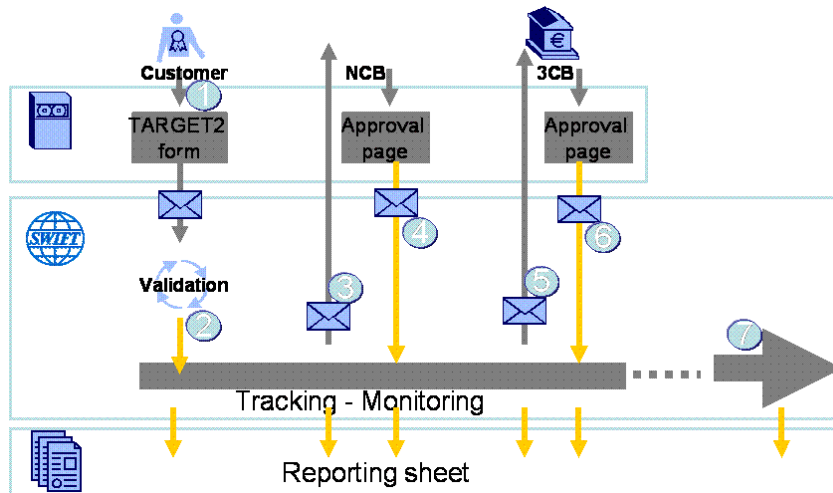 Customer
NCB
3CB
1
TARGET2
form
Approval
page
Approval
page
SWIFT
4
6
Validation
3
5
2
7
Tracking - Monitoring
Reporting sheet